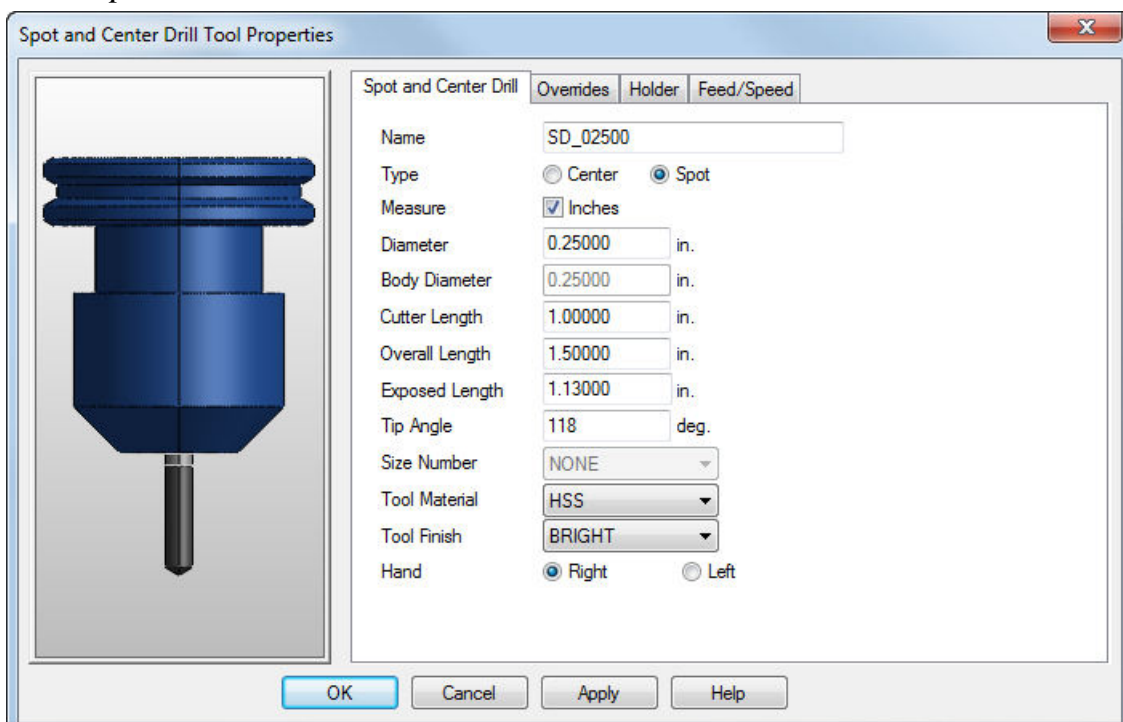 Spot and Center Drill Tool Properties
X
Spot and Center Drill Overrides Holder Feed/Speed
Name SD_02500
Type Center Spot
Measure Inches
Diameter 0.25000 in.
Body Diameter 0.25000 in.
Cutter Length 1.00000 in.
Overall Length 1.50000 in.
Exposed Length 1.13000 in.
Tip Angle 118 deg.
Size Number NONE
Tool Material HSS
Tool Finish BRIGHT
Hand Right Left
OK Cancel Apply Help